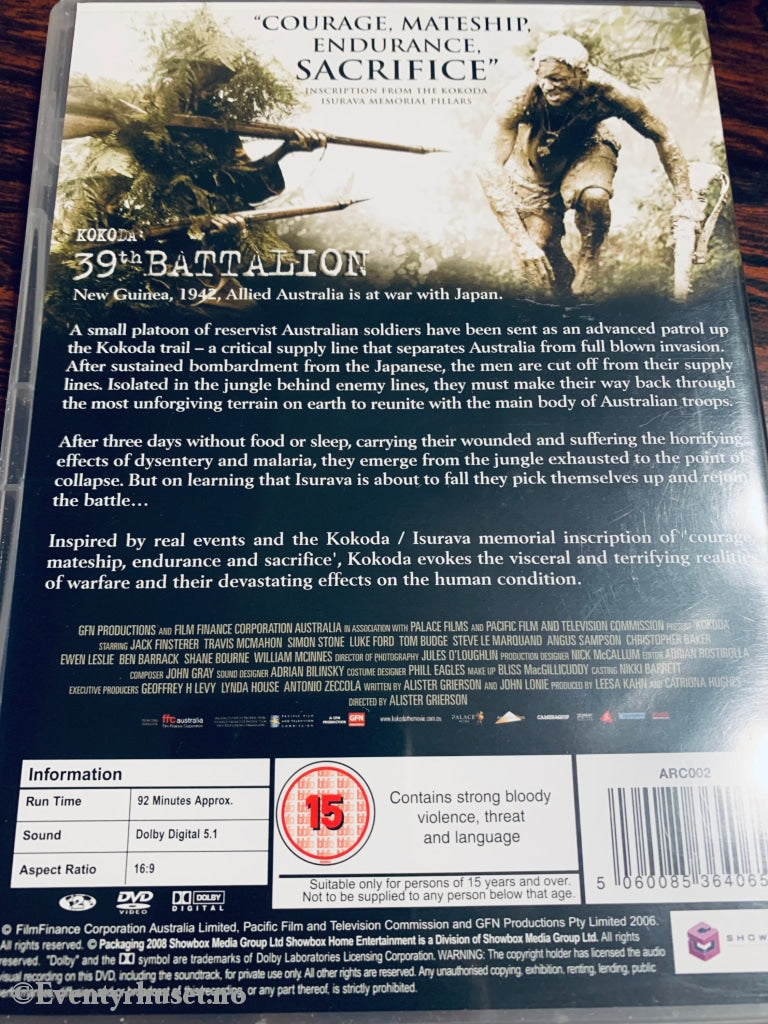 "COURAGE, MATESHIP,
ENDURANCE,
SACRIFICE"
INSCRIPTION FROM THE KOKODA
ISURAVA MEMORIAL PILLARS
KOKODA:
39th BATTALION
New Guinea, 1942, Allied Australia is at war with Japan.
'A small platoon of reservist Australian soldiers have been sent as an advanced patrol up
the Kokoda trail – a critical supply line that separates Australia from full blown invasion.
After sustained bombardment from the Japanese, the men are cut off from their supply
lines. Isolated in the jungle behind enemy lines, they must make their way back through
the most unforgiving terrain on earth to reunite with the main body of Australian troops.
After three days without food or sleep, carrying their wounded and suffering the horrifying
effects of dysentery and malaria, they emerge from the jungle exhausted to the point of
collapse. But on learning that Isurava is about to fall they pick themselves up and rejoin
the battle...
Inspired by real events and the Kokoda / Isurava memorial inscription of 'courage,
mateship, endurance and sacrifice', Kokoda evokes the visceral and terrifying realities
of warfare and their devastating effects on the human condition.
GFN PRODUCTIONS AND FILM FINANCE CORPORATION AUSTRALIA IN ASSOCIATION WITH PALACE FILMS AND PACIFIC FILM AND TELEVISION COMMISSION PRESENT KOKODA
STARRING JACK FINSTERER TRAVIS MCMAHON SIMON STONE LUKE FORD TOM BUDGE STEVE LE MARQUAND ANGUS SAMPSON CHRISTOPHER BAKER
EWEN LESLIE BEN BARRACK SHANE BOURNE WILLIAM MCINNES DIRECTOR OF PHOTOGRAPHY JULES O'LOUGHLIN PRODUCTION DESIGNER NICK McCALLUM EDITOR ADRIAN ROSTIROLLA
COMPOSER JOHN GRAY SOUND DESIGNER ADRIAN BILINSKY COSTUME DESIGNER PHILL EAGLES MAKE UP BLISS MacGILLICUDDY CASTING NIKKI BARRETT
EXECUTIVE PRODUCERS GEOFFREY H LEVY LYNDA HOUSE ANTONIO ZECCOLA WRITTEN BY ALISTER GRIERSON AND JOHN LONIE PRODUCED BY LEESA KAHN AND CATRIONA HUGHES
DIRECTED BY ALISTER GRIERSON
ffc australia
Film Finance Corporation
PACIFIC FILM
AND TELEVISION
COMMISSION
A GFN
PRODUCTION
GFN
www.kokodathemovie.com.au
PALACE
Information
Run Time 92 Minutes Approx.
Sound Dolby Digital 5.1
Aspect Ratio 16:9
15
Contains strong bloody
violence, threat
and language
Suitable only for persons of 15 years and over.
Not to be supplied to any person below that age.
ARC002
5 060085 364065
2
DVD
VIDEO
DOLBY
DIGITAL
© FilmFinance Corporation Australia Limited, Pacific Film and Television Commission and GFN Productions Pty Limited 2006.
All rights reserved. © Packaging 2008 Showbox Media Group Ltd Showbox Home Entertainment is a Division of Showbox Media Group Ltd. All rights
reserved. "Dolby" and the symbol are trademarks of Dolby Laboratories Licensing Corporation. WARNING: The copyright holder has licensed the audio
visual recording on this DVD, including the soundtrack, for private use only. All other rights are reserved. Any unauthorised copying, exhibition, renting, lending, public
or any part thereof, is strictly prohibited.
SHOW
©Eventyrhuset.no